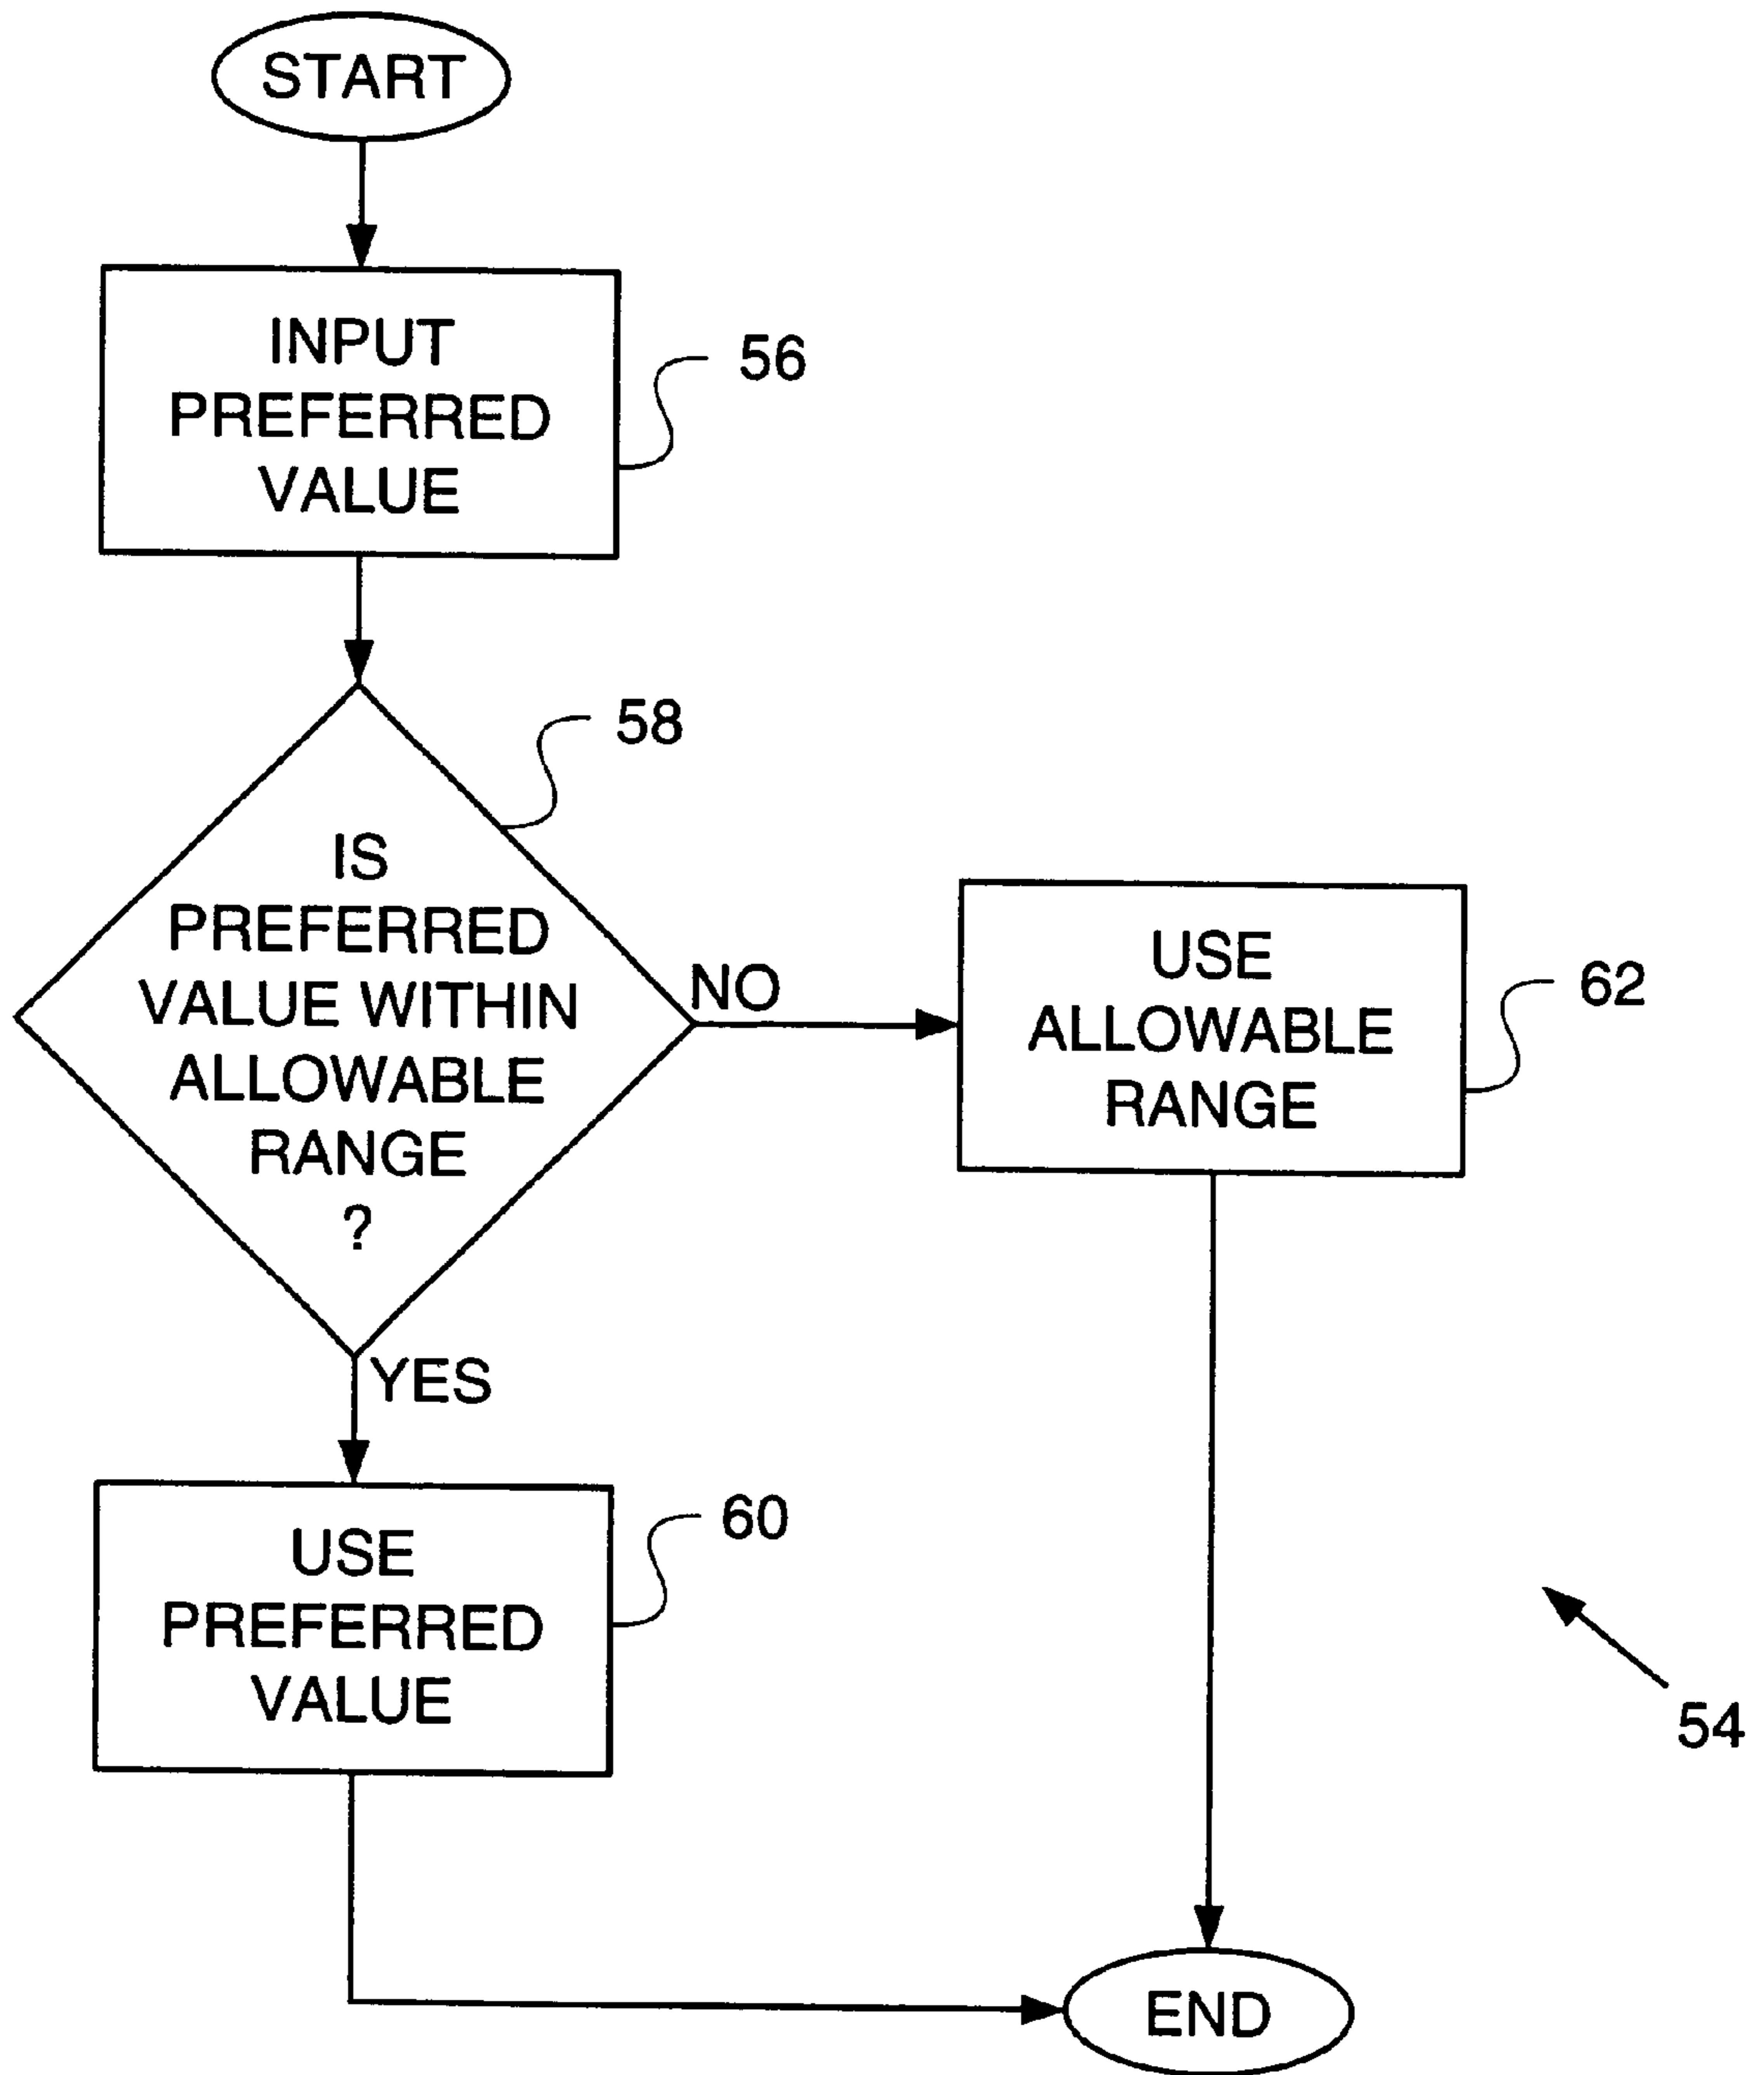 START
INPUT
PREFERRED
VALUE
56
58
IS
PREFERRED
VALUE WITHIN
ALLOWABLE
RANGE
?
NO
USE
ALLOWABLE
RANGE
62
YES
USE
PREFERRED
VALUE
60
54
END